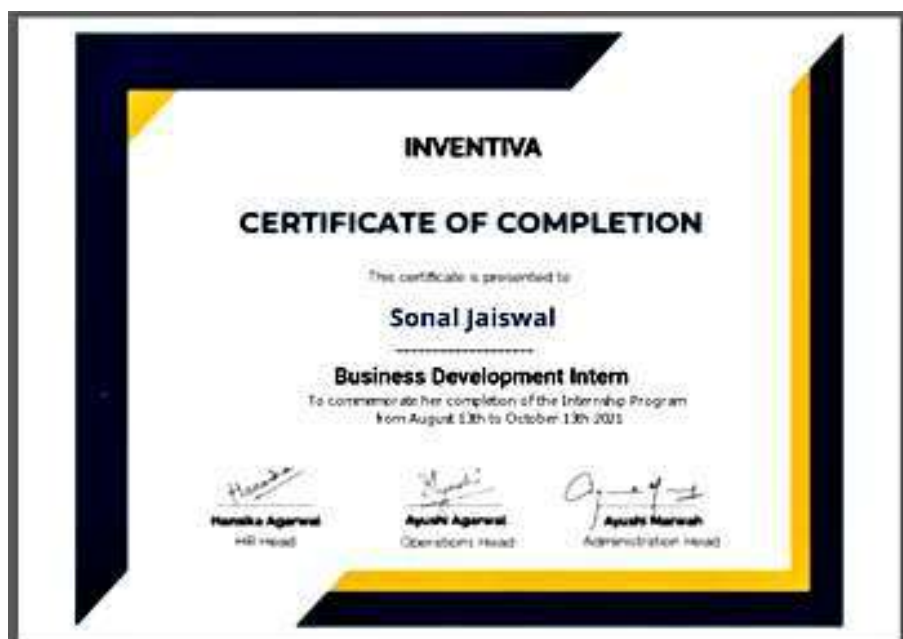 INVENTIVA
CERTIFICATE OF COMPLETION
This certificate is presented to
Sonal Jaiswal
Business Development Intern
To commemorate her completion of the Internship Program
from August 13th to October 13th 2021
Hansika Agarwal
Ayushi Agarwal
Ayushi Marwah
HR Head
Operations Head
Administration Head